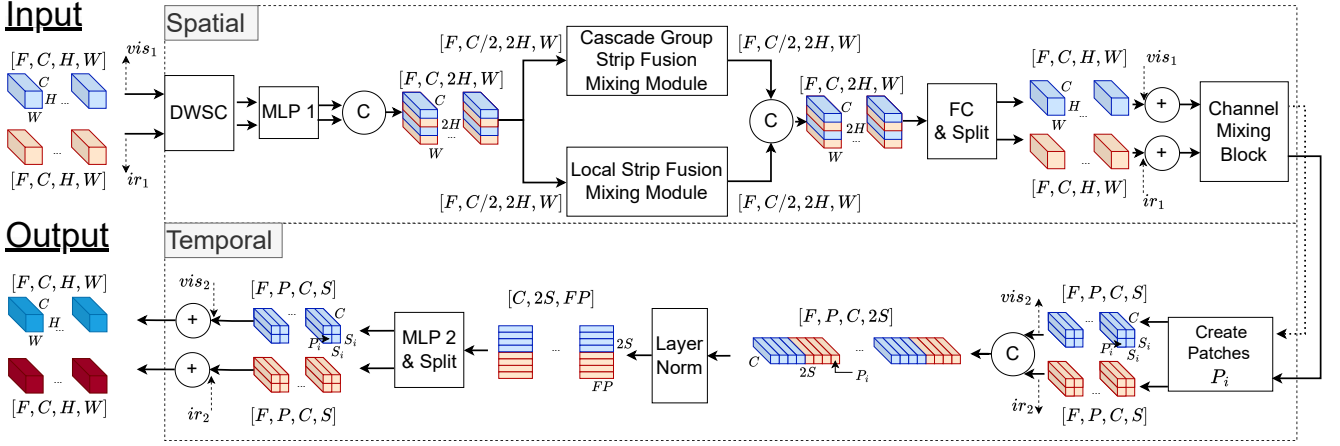 Input
Spatial
[F, C, H, W]
vis₁
C
H ...
W
...
[F, C, H, W]
ir₁
DWSC
MLP 1
C
[F, C, 2H, W]
C
2H
...
W
[F, C/2, 2H, W]
Cascade Group
Strip Fusion
Mixing Module
[F, C/2, 2H, W]
[F, C/2, 2H, W]
Local Strip Fusion
Mixing Module
[F, C/2, 2H, W]
C
[F, C, 2H, W]
C
2H
...
W
FC
& Split
[F, C, H, W]
C
H
...
W
...
[F, C, H, W]
vis₁
+
+
ir₁
Channel
Mixing
Block
Output
Temporal
[F, C, H, W]
C
H ...
W
...
[F, C, H, W]
vis₂
+
+
ir₂
[F, P, C, S]
...
C
Pᵢ
Sᵢ
Sᵢ
...
[F, P, C, S]
MLP 2
& Split
[C, 2S, FP]
2S
...
FP
Layer
Norm
[F, P, C, 2S]
C
2S
...
Pᵢ
C
vis₂
ir₂
[F, P, C, S]
...
C
Pᵢ
Sᵢ
Sᵢ
...
[F, P, C, S]
Create
Patches
Pᵢ